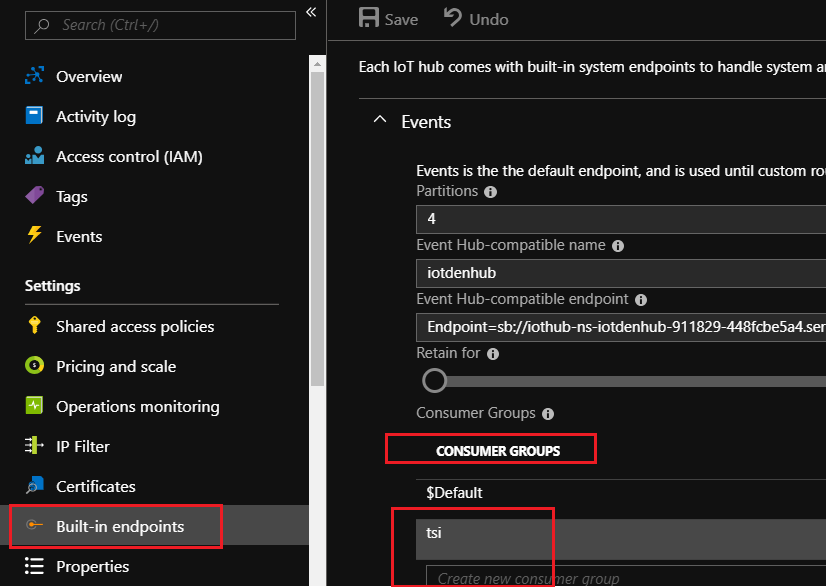 Search (Ctrl+/)
«
Overview
Activity log
Access control (IAM)
Tags
Events
Settings
Shared access policies
Pricing and scale
Operations monitoring
IP Filter
Certificates
Built-in endpoints
Properties
Save
Undo
Each IoT hub comes with built-in system endpoints to handle system a
Events
Events is the the default endpoint, and is used until custom ro
Partitions
4
Event Hub-compatible name
iotdenhub
Event Hub-compatible endpoint
Endpoint=sb://iothub-ns-iotdenhub-911829-448fcbe5a4.ser
Retain for
Consumer Groups
CONSUMER GROUPS
$Default
tsi
Create new consumer group